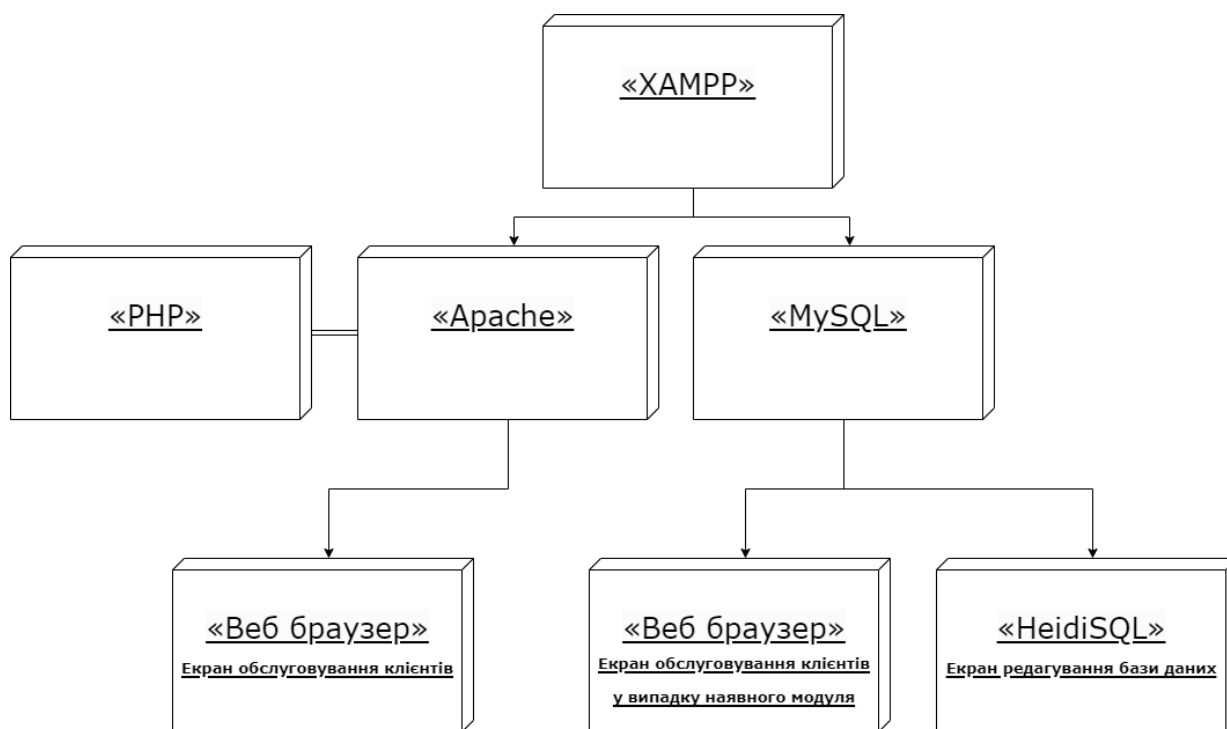 «XAMPP»
«PHP»
«Apache»
«MySQL»
«Веб браузер»
Екран обслуговування клієнтів
«Веб браузер»
Екран обслуговування клієнтів
у випадку наявного модуля
«HeidiSQL»
Екран редагування бази даних